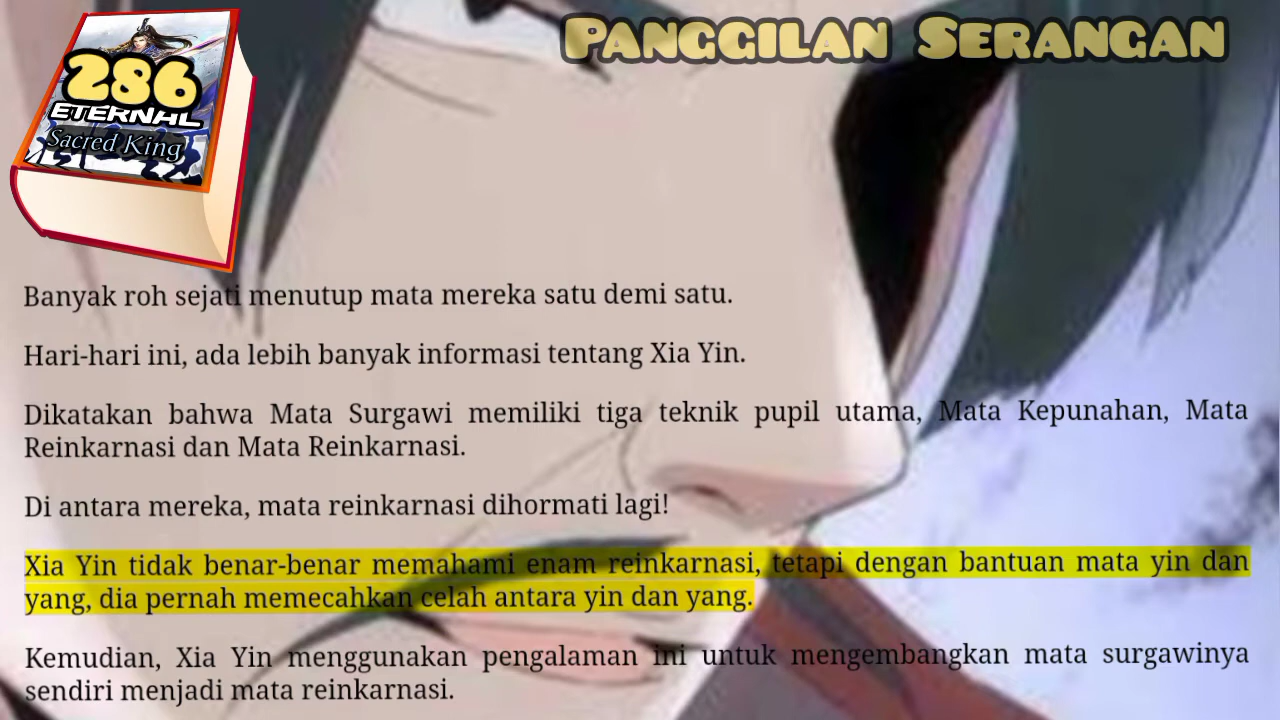 PANGGILAN SERANGAN
286
ETERNAL
Sacred King
Banyak roh sejati menutup mata mereka satu demi satu.
Hari-hari ini, ada lebih banyak informasi tentang Xia Yin.
Dikatakan bahwa Mata Surgawi memiliki tiga teknik pupil utama, Mata Kepunahan, Mata
Reinkarnasi dan Mata Reinkarnasi.
Di antara mereka, mata reinkarnasi dihormati lagi!
Xia Yin tidak benar-benar memahami enam reinkarnasi, tetapi dengan bantuan mata yin dan
yang, dia pernah memecahkan celah antara yin dan yang.
Kemudian, Xia Yin menggunakan pengalaman ini untuk mengembangkan mata surgawinya
sendiri menjadi mata reinkarnasi.